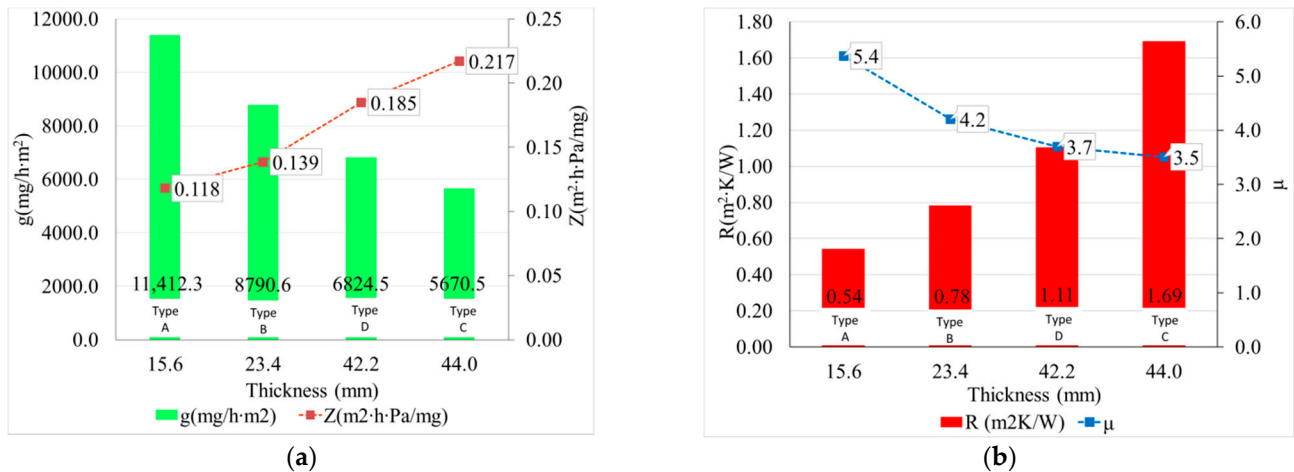 12000.0
10000.0
8000.0
6000.0
4000.0
2000.0
0.0
g(mg/h·m²)
0.25
0.20
0.15
0.10
0.05
0.00
Z(m²·h·Pa/mg)
0.118
0.139
0.185
0.217
11,412.3
8790.6
6824.5
5670.5
Type
A
Type
B
Type
D
Type
C
15.6
23.4
42.2
44.0
Thickness (mm)
g(mg/h·m2)
Z(m2·h·Pa/mg)
(a)
1.80
1.60
1.40
1.20
1.00
0.80
0.60
0.40
0.20
0.00
R(m²·K/W)
6.0
5.0
4.0
3.0
2.0
1.0
0.0
μ
5.4
4.2
3.7
3.5
0.54
0.78
1.11
1.69
Type
A
Type
B
Type
D
Type
C
15.6
23.4
42.2
44.0
Thickness (mm)
R (m2K/W)
μ
(b)